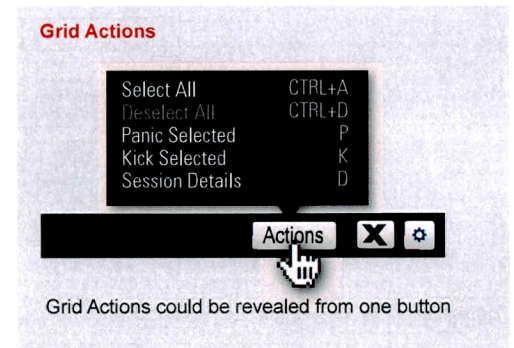 Grid Actions
Select All CTRL+A
Deselect All CTRL+D
Panic Selected P
Kick Selected K
Session Details D
Actions X
Grid Actions could be revealed from one button